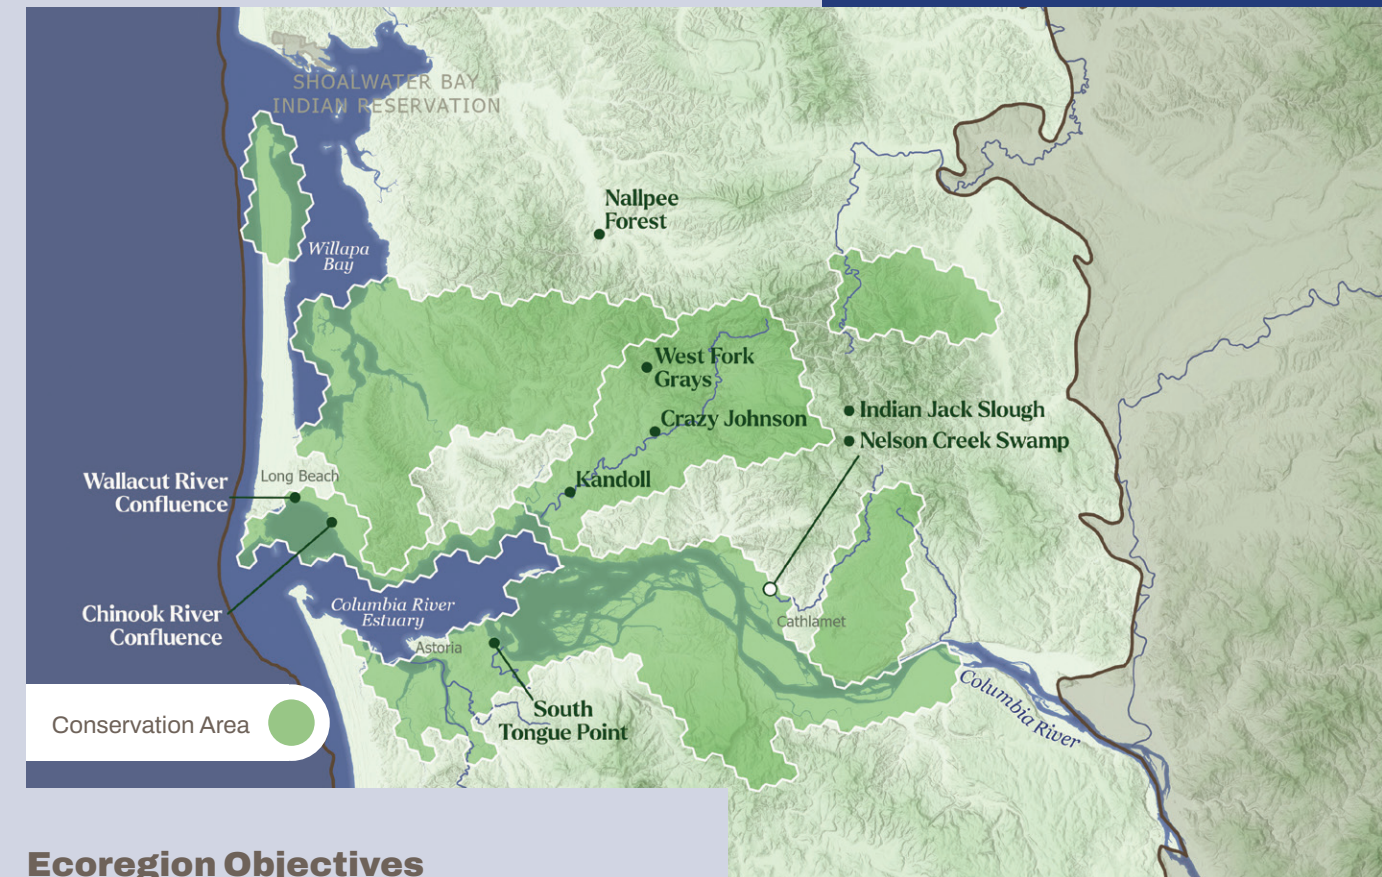 SHOALWATER BAY
INDIAN RESERVATION
Nallpee
Forest
Willapa
Bay
West Fork
Grays
Crazy Johnson
Indian Jack Slough
Nelson Creek Swamp
Kandoll
Long Beach
Wallacut River
Confluence
Chinook River
Confluence
Columbia River
Estuary
Cathlamet
Astoria
South
Tongue Point
Columbia River
Conservation Area
Ecoregion Objectives